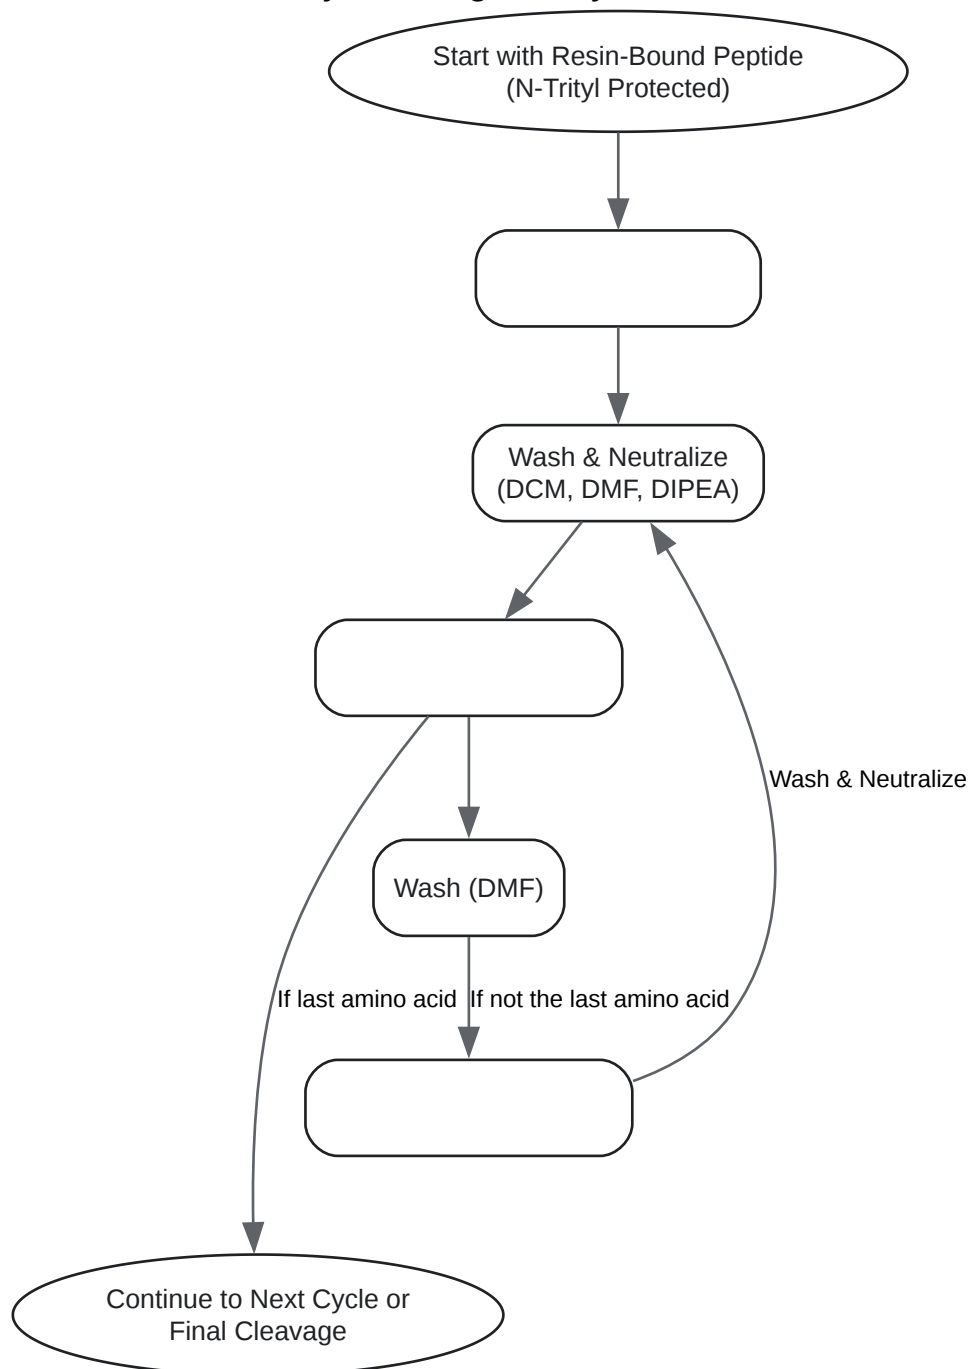 Start with Resin-Bound Peptide
(N-Trityl Protected)
Wash & Neutralize
(DCM, DMF, DIPEA)
Wash & Neutralize
Wash (DMF)
If last amino acid
If not the last amino acid
Continue to Next Cycle or
Final Cleavage